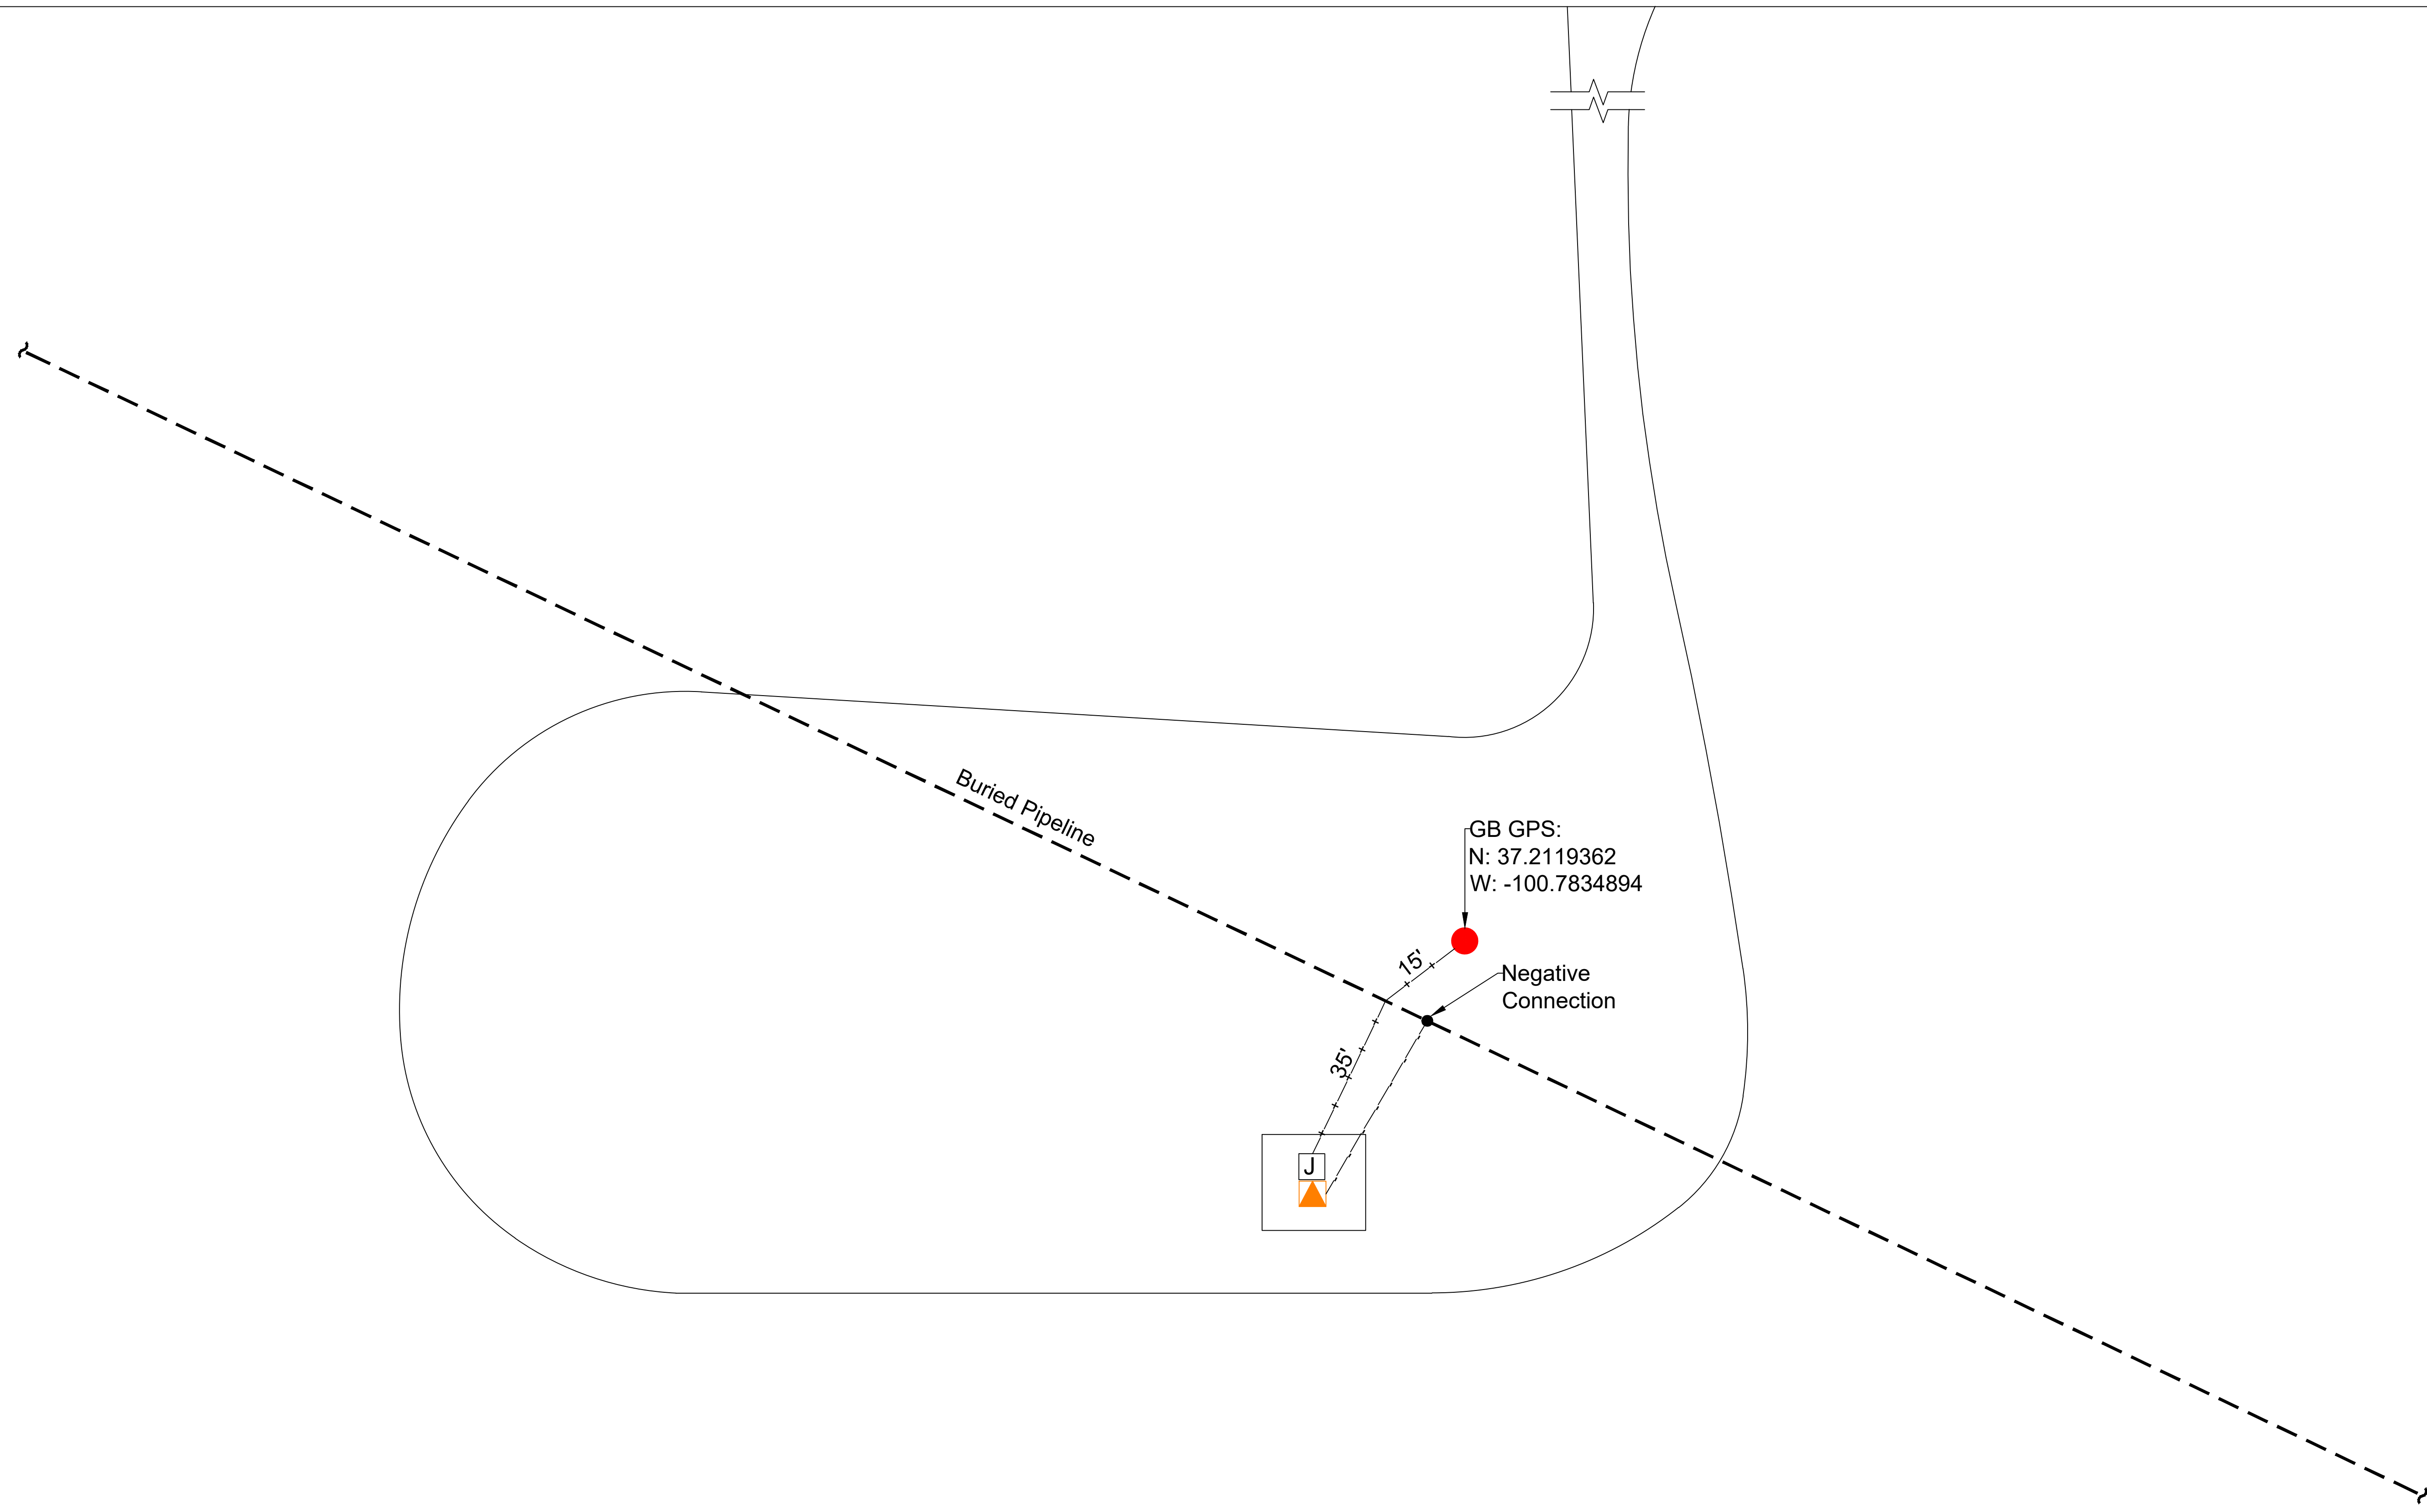 Buried Pipeline
GB GPS:
N: 37.2119362
W: -100.7834894
15'
Negative
Connection
35'
J